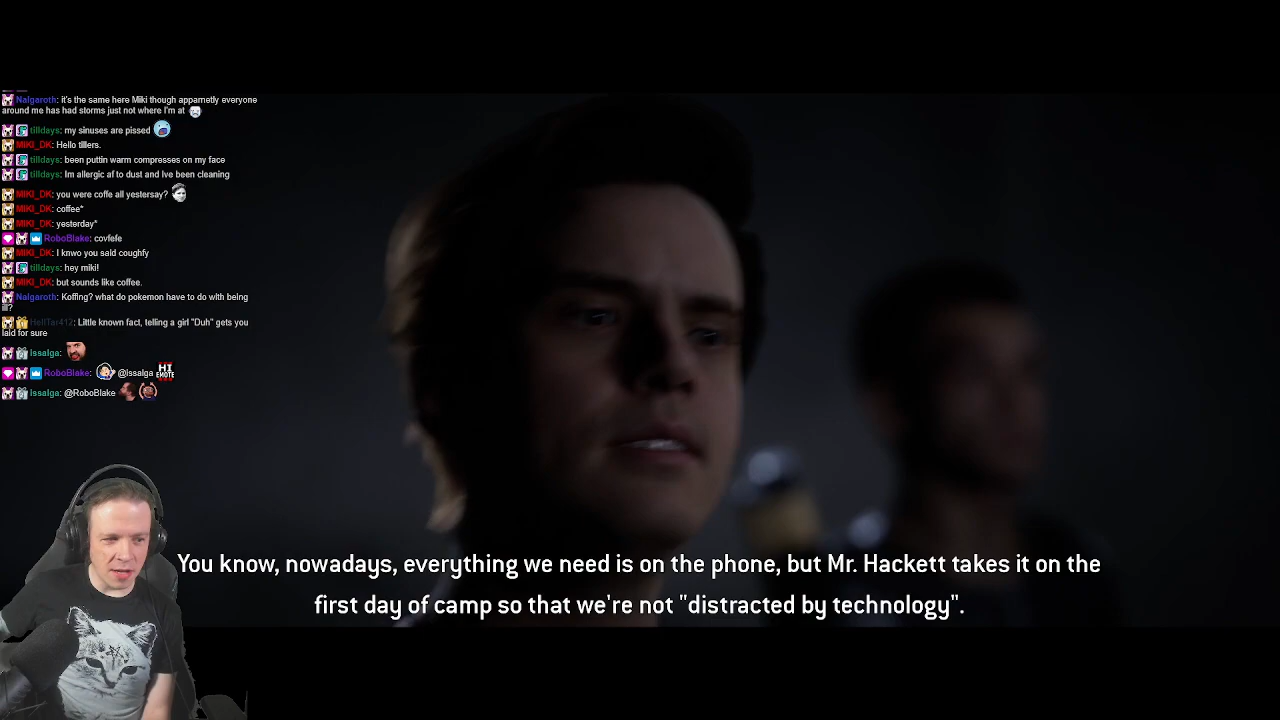 Nalgaroth: it's the same here Miki though apparnetly everyone
around me has had storms just not where I'm at
tilldays: my sinuses are pissed
MIKI_DK: Hello tillers.
tilldays: been puttin warm compresses on my face
tilldays: Im allergic af to dust and Ive been cleaning
MIKI_DK: you were coffe all yestersay?
MIKI_DK: coffee*
MIKI_DK: yesterday*
RoboBlake: covfefe
MIKI_DK: I knwo you said coughfy
tilldays: hey miki!
MIKI_DK: but sounds like coffee.
Nalgaroth: Koffing? what do pokemon have to do with being
ill?
HellTar412: Little known fact, telling a girl "Duh" gets you
laid for sure
Issalga:
RoboBlake: @Issalga HI
EMOTE
Issalga: @RoboBlake
You know, nowadays, everything we need is on the phone, but Mr. Hackett takes it on the
first day of camp so that we're not "distracted by technology".